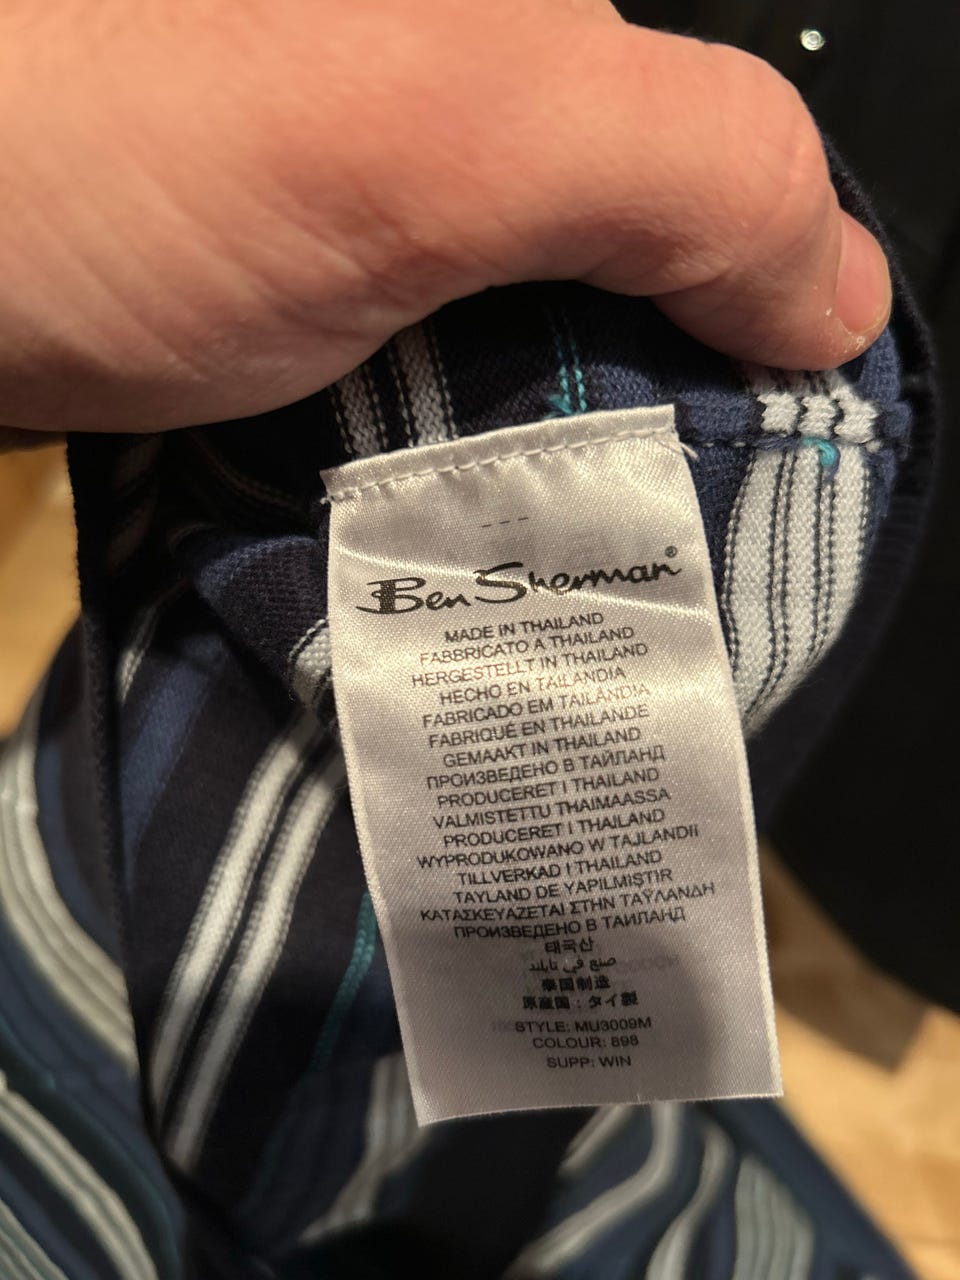 Ben Sherman®
MADE IN THAILAND
FABBRICATO A THAILAND
HERGESTELLT IN THAILAND
HECHO EN TAILANDIA
FABRICADO EM TAILANDIA
FABRIQUÉ EN THAILANDE
GEMAAKT IN THAILAND
ПРОИЗВЕДЕНО В ТАЙЛАНД
PRODUCERET I THAILAND
VALMISTETTU THAIMAASSA
PRODUCERET I THAILAND
WYPRODUKOWANO W TAJLANDII
TILLVERKAD I THAILAND
TAYLAND DE YAPILMIŞTIR
ΚΑΤΑΣΚΕΥΑΖΕΤΑΙ ΣΤΗΝ ΤΑΫΛΑΝΔΗ
ПРОИЗВЕДЕНО В ТАИЛАНД
태국산
صنع في تايلند
泰国制造
原産国：タイ製
STYLE: MU3009M
COLOUR: 898
SUPP: WIN